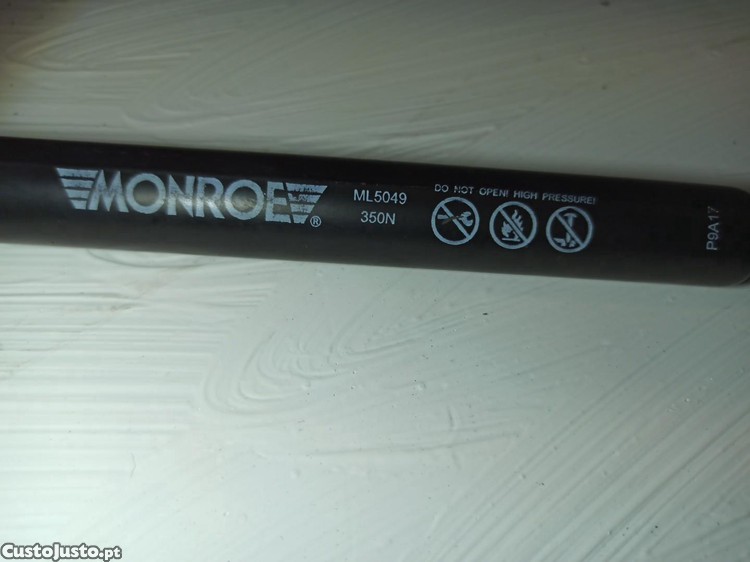 MONROE®
ML5049
350N
DO NOT OPEN! HIGH PRESSURE!
P9A17
CustoJusto.pt